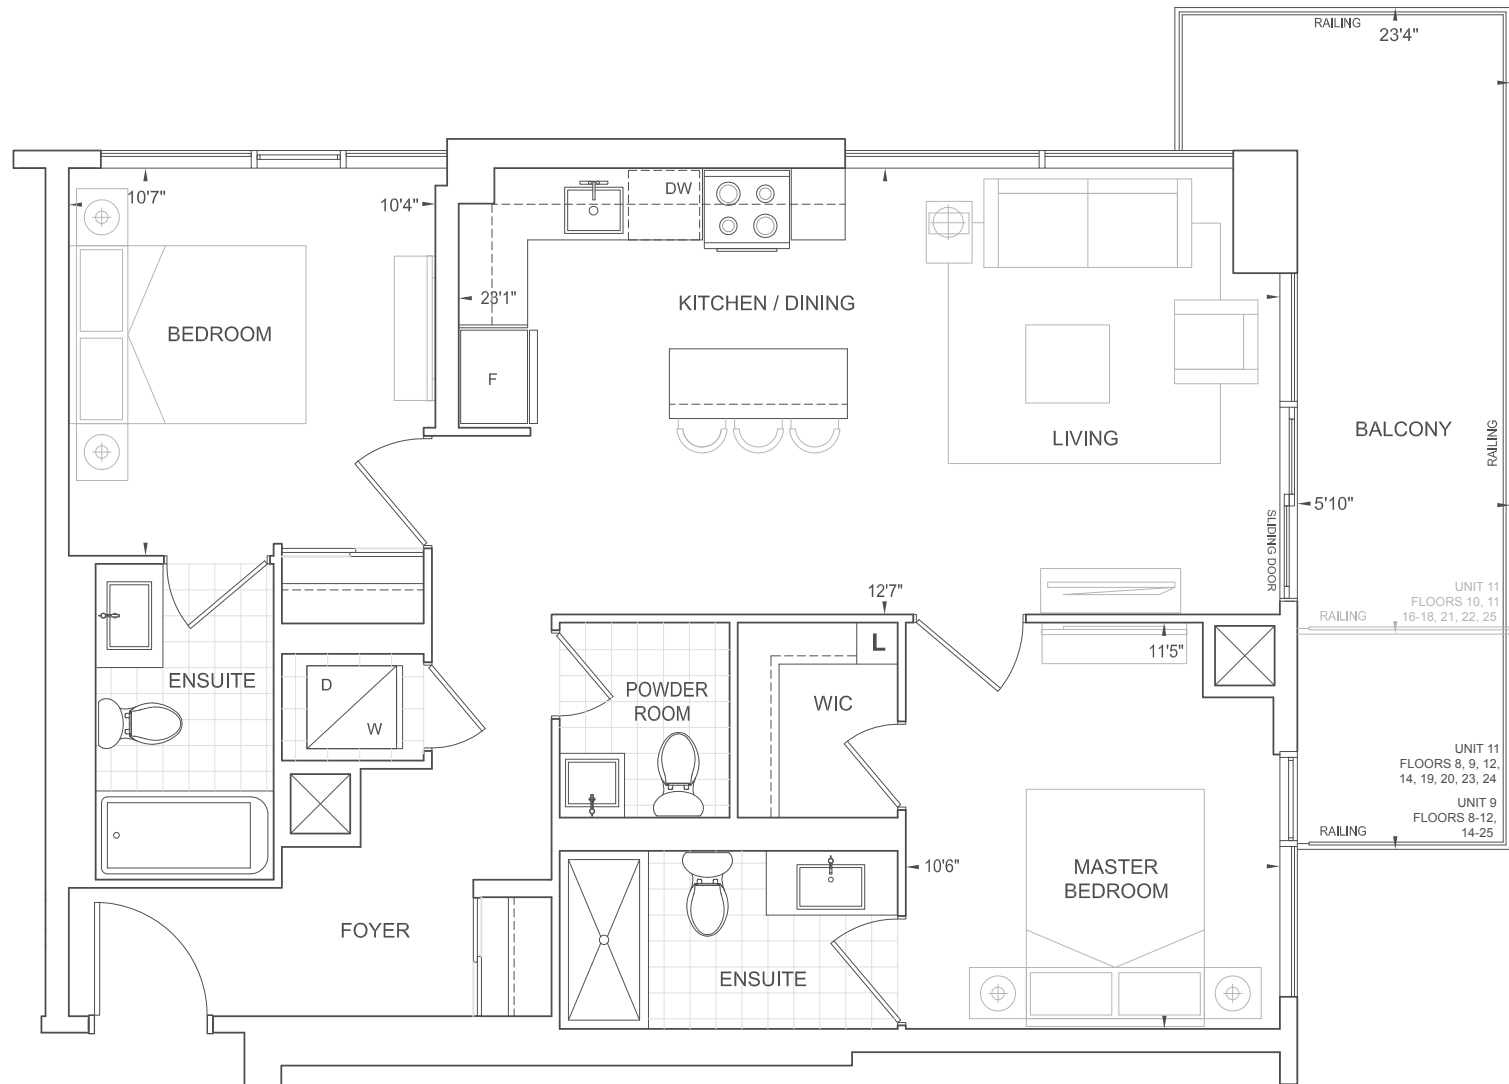 RAILING
23'4"
10'7"
10'4"
DW
23'1"
KITCHEN / DINING
BEDROOM
F
LIVING
BALCONY
RAILING
5'10"
SLIDING DOOR
12'7"
UNIT 11
FLOORS 10, 11
16-18, 21, 22, 25
RAILING
L
11'5"
ENSUITE
D
W
POWDER
ROOM
WIC
UNIT 11
FLOORS 8, 9, 12,
14, 19, 20, 23, 24
UNIT 9
FLOORS 8-12,
14-25
RAILING
10'6"
MASTER
BEDROOM
FOYER
ENSUITE